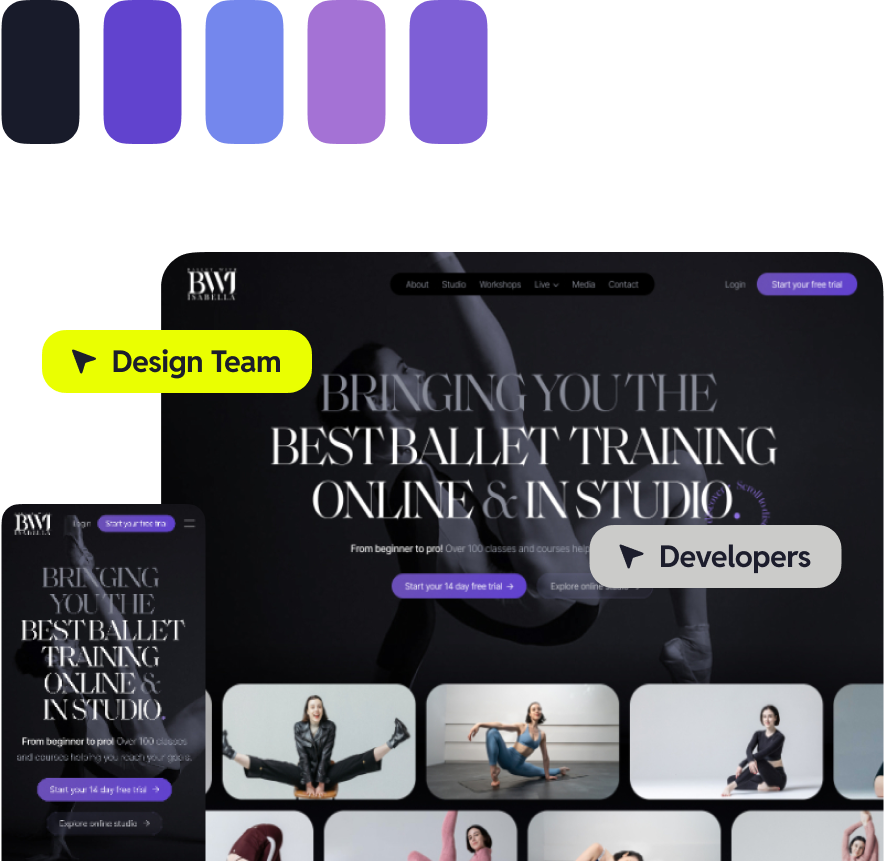 BALLET WITH
BWI
ISABELLA
About Studio Workshops Live Media Contact
Login
Start your free trial
Design Team
BRINGING YOU THE
BEST BALLET TRAINING
ONLINE & IN STUDIO.
Scroll to
From beginner to pro! Over 100 classes and courses help
Developers
Start your 14 day free trial →
Explore online studio →
BWI
ISABELLA
Login
Start your free trial
BRINGING
YOU THE
BEST BALLET
TRAINING
ONLINE &
IN STUDIO.
From beginner to pro! Over 100 classes
and courses helping you reach your goals.
Start your 14 day free trial →
Explore online studio →